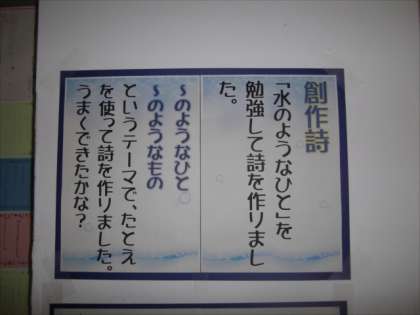 創作詩
「水のようなひと」を
勉強して詩を作りまし
た。
～のようなひと
～のようなもの
というテーマで、たとえ
を使って詩を作りました。
うまくできたかな?